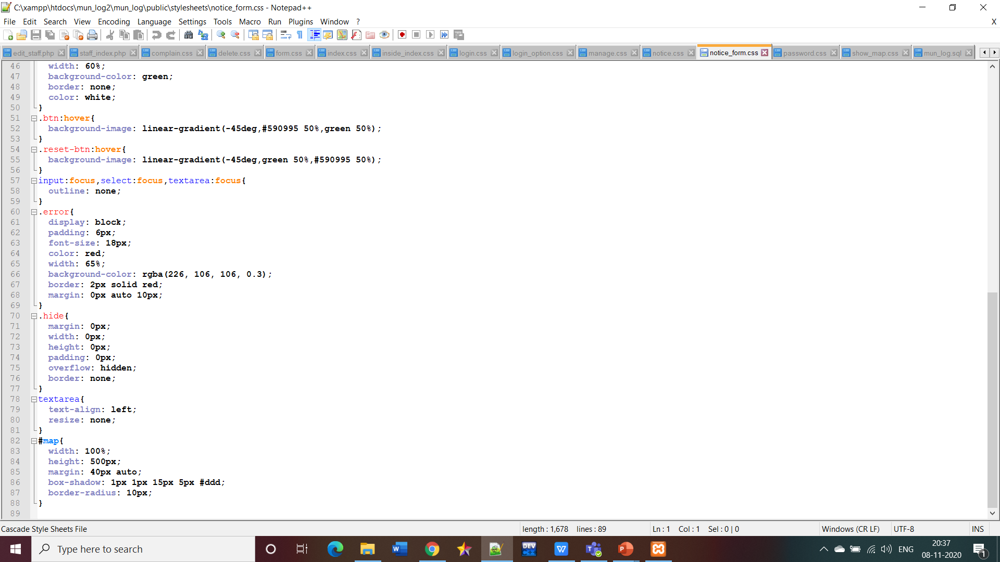 C:\xampp\htdocs\mun_log2\mun_log\public\stylesheets\notice_form.css - Notepad++
File Edit Search View Encoding Language Settings Tools Macro Run Plugins Window ? X
edit_staff.php staff_index.php complain.css delete.css form.css index.css inside_index.css login.css login_option.css manage.css notice.css notice_form.css password.css show_map.css mun_log.sql
46 width: 60%;
47 background-color: green;
48 border: none;
49 color: white;
50 }
51 .btn:hover{
52 background-image: linear-gradient(-45deg,#590995 50%,green 50%);
53 }
54 .reset-btn:hover{
55 background-image: linear-gradient(-45deg,green 50%,#590995 50%);
56 }
57 input:focus,select:focus,textarea:focus{
58 outline: none;
59 }
60 .error{
61 display: block;
62 padding: 6px;
63 font-size: 18px;
64 color: red;
65 width: 65%;
66 background-color: rgba(226, 106, 106, 0.3);
67 border: 2px solid red;
68 margin: 0px auto 10px;
69 }
70 .hide{
71 margin: 0px;
72 width: 0px;
73 height: 0px;
74 padding: 0px;
75 overflow: hidden;
76 border: none;
77 }
78 textarea{
79 text-align: left;
80 resize: none;
81 }
82 #map{
83 width: 100%;
84 height: 500px;
85 margin: 40px auto;
86 box-shadow: 1px 1px 15px 5px #ddd;
87 border-radius: 10px;
88 }
89
Cascade Style Sheets File length : 1,678 lines : 89 Ln : 1 Col : 1 Sel : 0 | 0 Windows (CR LF) UTF-8 INS
Type here to search DEV C++ ENG 20:37
08-11-2020 1